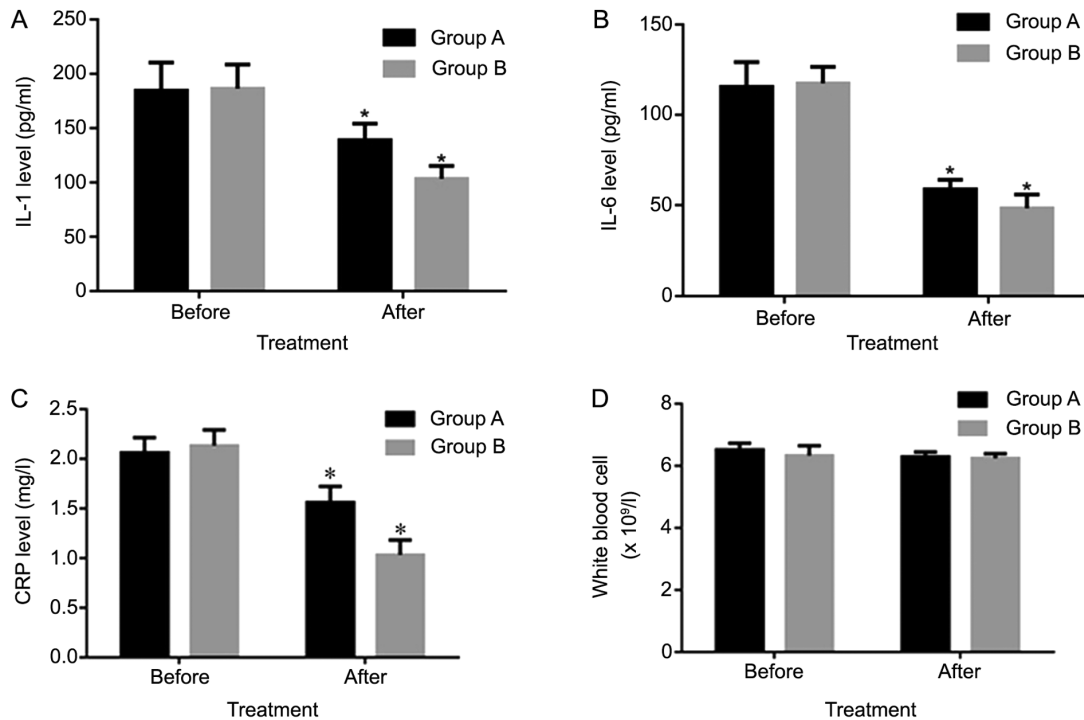 A
IL-1 level (pg/ml)
250
200
150
100
50
0
Group A
Group B
*
*
Before
After
Treatment
B
IL-6 level (pg/ml)
150
100
50
0
Group A
Group B
*
*
Before
After
Treatment
C
CRP level (mg/l)
2.5
2.0
1.5
1.0
0.5
0.0
Group A
Group B
*
*
Before
After
Treatment
D
White blood cell
(x 10⁹/l)
8
6
4
2
0
Group A
Group B
Before
After
Treatment